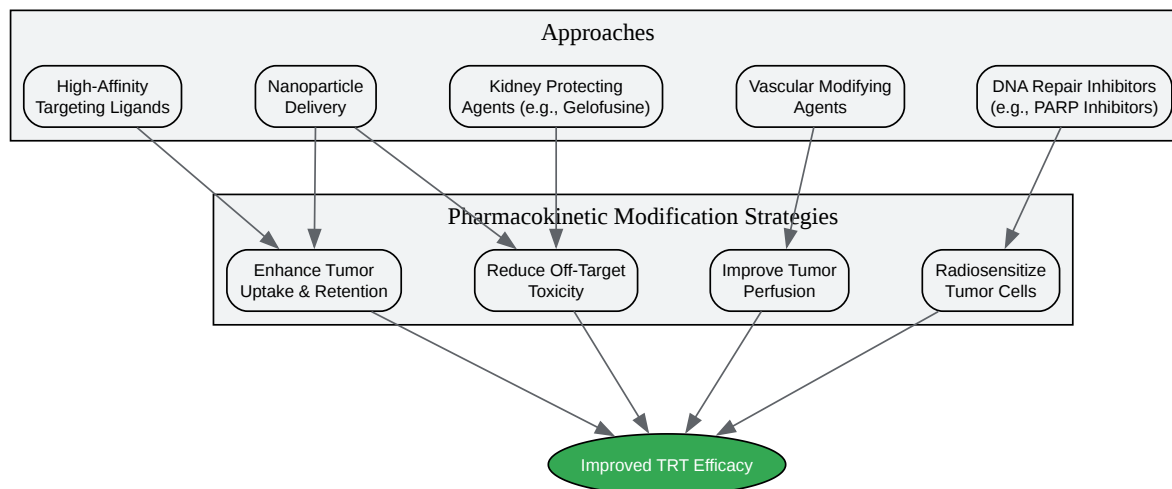 Approaches
High-Affinity
Targeting Ligands
Nanoparticle
Delivery
Kidney Protecting
Agents (e.g., Gelofusine)
Vascular Modifying
Agents
DNA Repair Inhibitors
(e.g., PARP Inhibitors)
Pharmacokinetic Modification Strategies
Enhance Tumor
Uptake & Retention
Reduce Off-Target
Toxicity
Improve Tumor
Perfusion
Radiosensitize
Tumor Cells
Improved TRT Efficacy